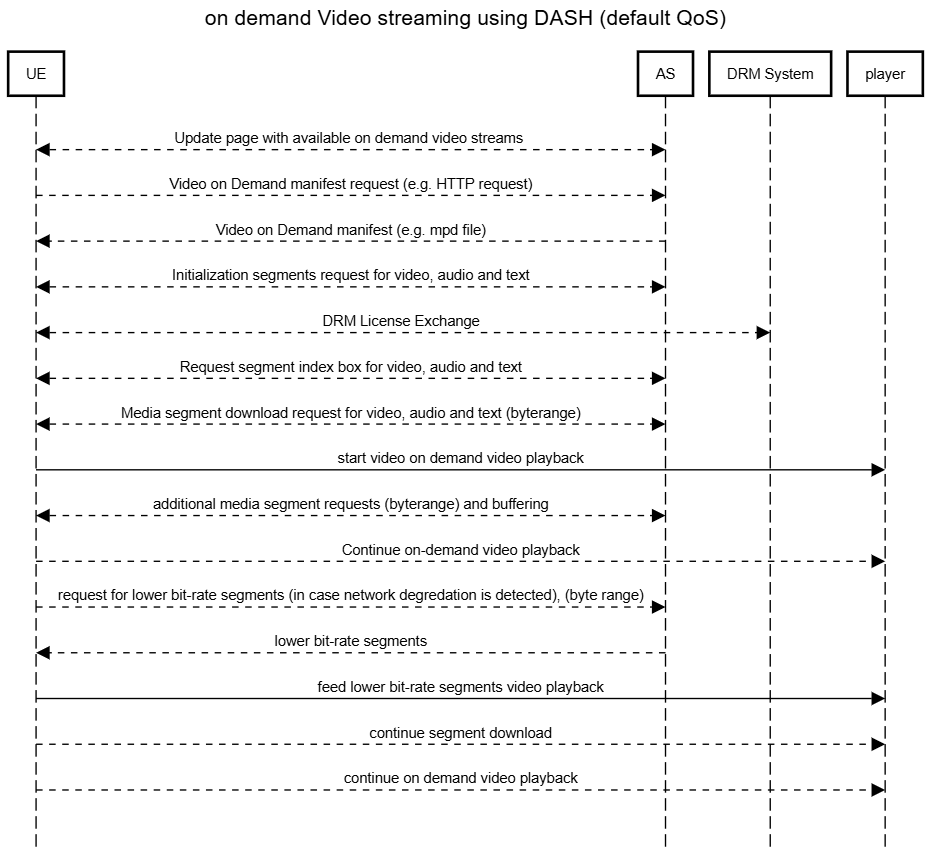 on demand Video streaming using DASH (default QoS)
UE
AS
DRM System
player
Update page with available on demand video streams
Video on Demand manifest request (e.g. HTTP request)
Video on Demand manifest (e.g. mpd file)
Initialization segments request for video, audio and text
DRM License Exchange
Request segment index box for video, audio and text
Media segment download request for video, audio and text (byterange)
start video on demand video playback
additional media segment requests (byterange) and buffering
Continue on-demand video playback
request for lower bit-rate segments (in case network degredation is detected), (byte range)
lower bit-rate segments
feed lower bit-rate segments video playback
continue segment download
continue on demand video playback